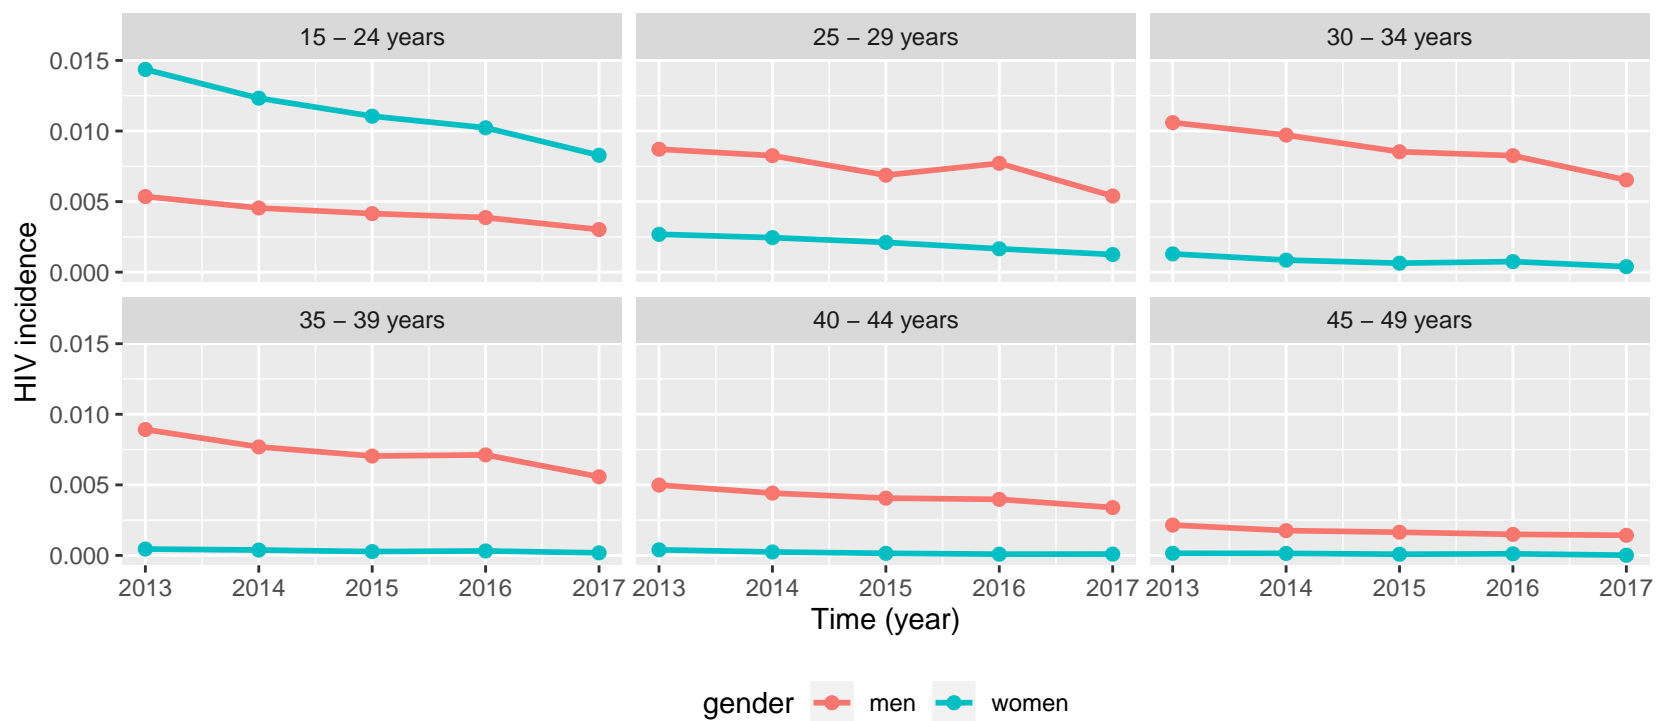 15 – 24 years
25 – 29 years
30 – 34 years
0.015
0.010
0.005
0.000
35 – 39 years
40 – 44 years
45 – 49 years
0.015
0.010
0.005
0.000
HIV incidence
2013 2014 2015 2016 2017 2013 2014 2015 2016 2017 2013 2014 2015 2016 2017
Time (year)
gender men women